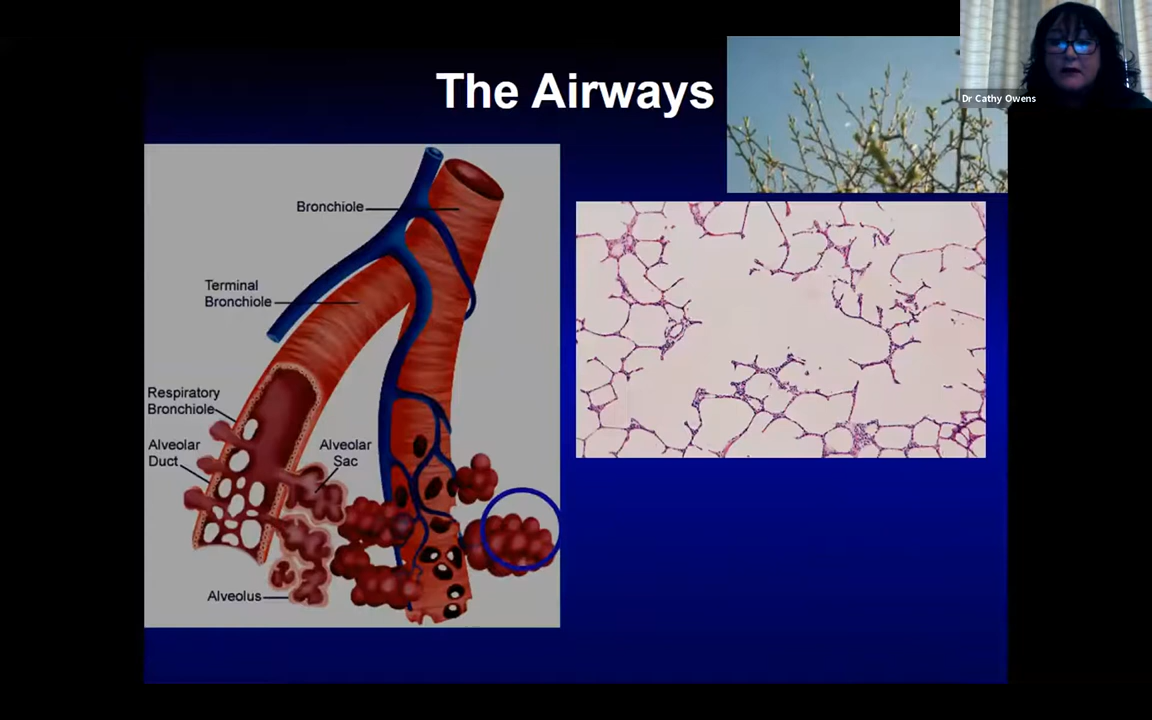 The Airways
Dr Cathy Owens
Bronchiole
Terminal
Bronchiole
Respiratory
Bronchiole
Alveolar
Duct
Alveolar
Sac
Alveolus